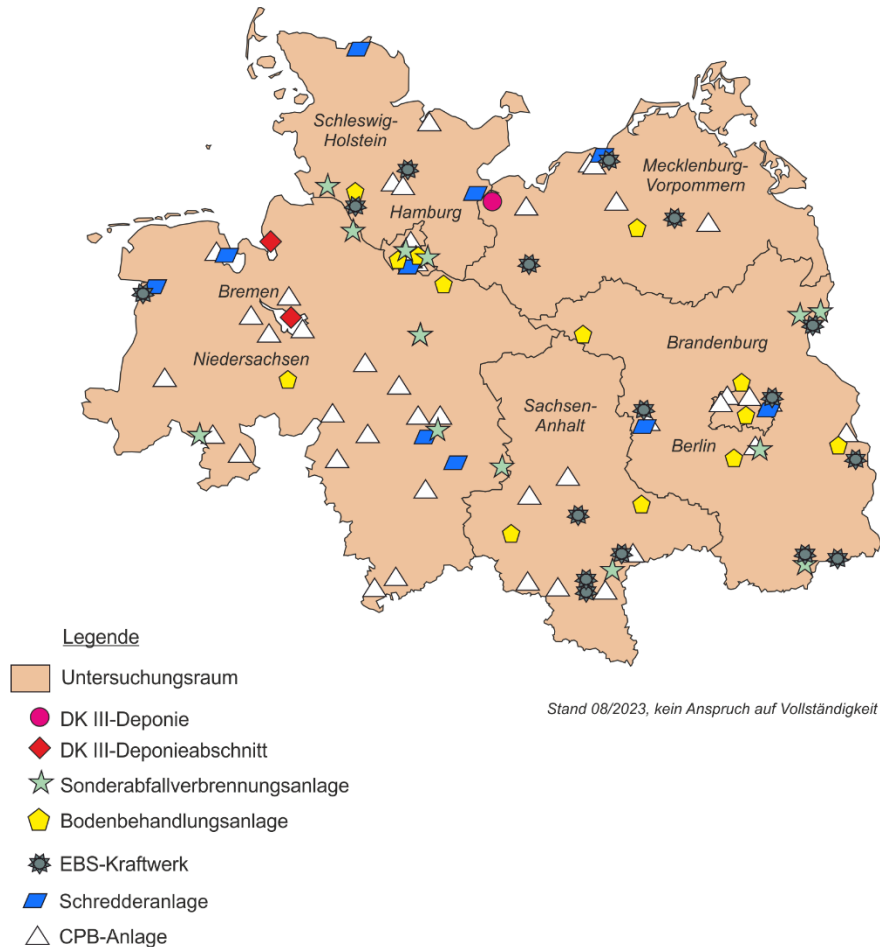 Schleswig-
Holstein
Mecklenburg-
Vorpommern
Hamburg
Bremen
Niedersachsen
Brandenburg
Sachsen-
Anhalt
Berlin
Legende
Untersuchungsraum
DK III-Deponie
DK III-Deponieabschnitt
Sonderabfallverbrennungsanlage
Bodenbehandlungsanlage
EBS-Kraftwerk
Schredderanlage
CPB-Anlage
Stand 08/2023, kein Anspruch auf Vollständigkeit